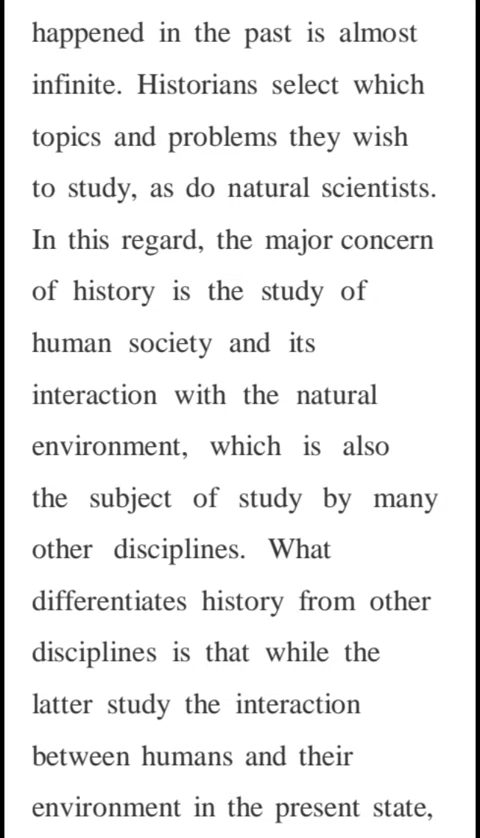 happened in the past is almost
infinite. Historians select which
topics and problems they wish
to study, as do natural scientists.
In this regard, the major concern
of history is the study of
human society and its
interaction with the natural
environment, which is also
the subject of study by many
other disciplines. What
differentiates history from other
disciplines is that while the
latter study the interaction
between humans and their
environment in the present state,